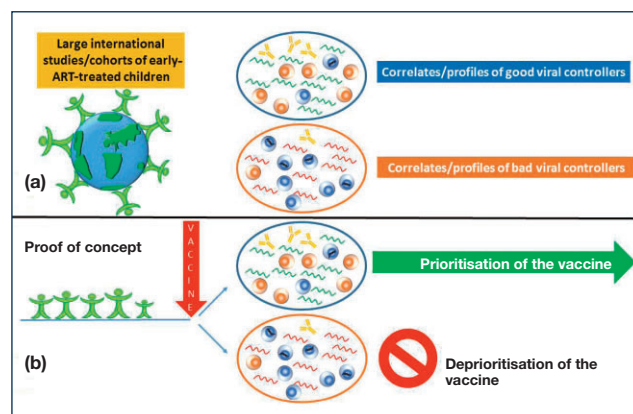 Large international
studies/cohorts of early-
ART-treated children
Correlates/profiles of good viral controllers
Correlates/profiles of bad viral controllers
(a)
Proof of concept
VACCINE
Prioritisation of the vaccine
(b)
Deprioritisation of the
vaccine